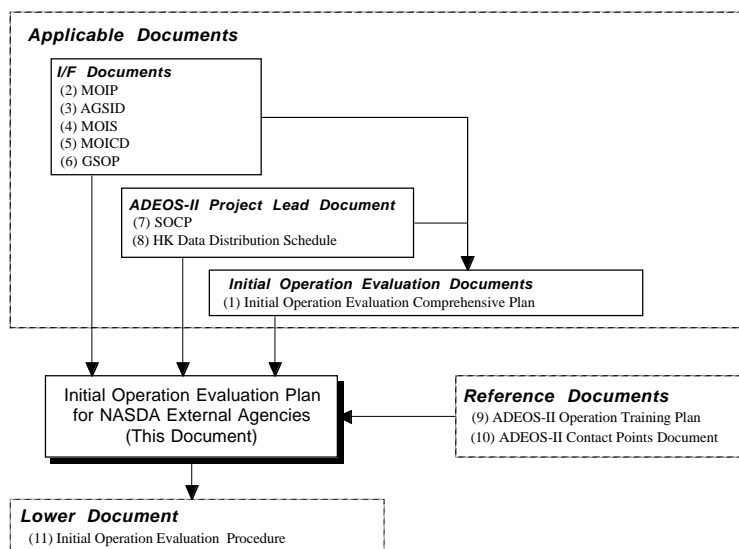 Applicable Documents
I/F Documents
(2) MOIP
(3) AGSID
(4) MOIS
(5) MOICD
(6) GSOP
ADEOS-II Project Lead Document
(7) SOCP
(8) HK Data Distribution Schedule
Initial Operation Evaluation Documents
(1) Initial Operation Evaluation Comprehensive Plan
Initial Operation Evaluation Plan
for NASDA External Agencies
(This Document)
Reference Documents
(9) ADEOS-II Operation Training Plan
(10) ADEOS-II Contact Points Document
Lower Document
(11) Initial Operation Evaluation Procedure